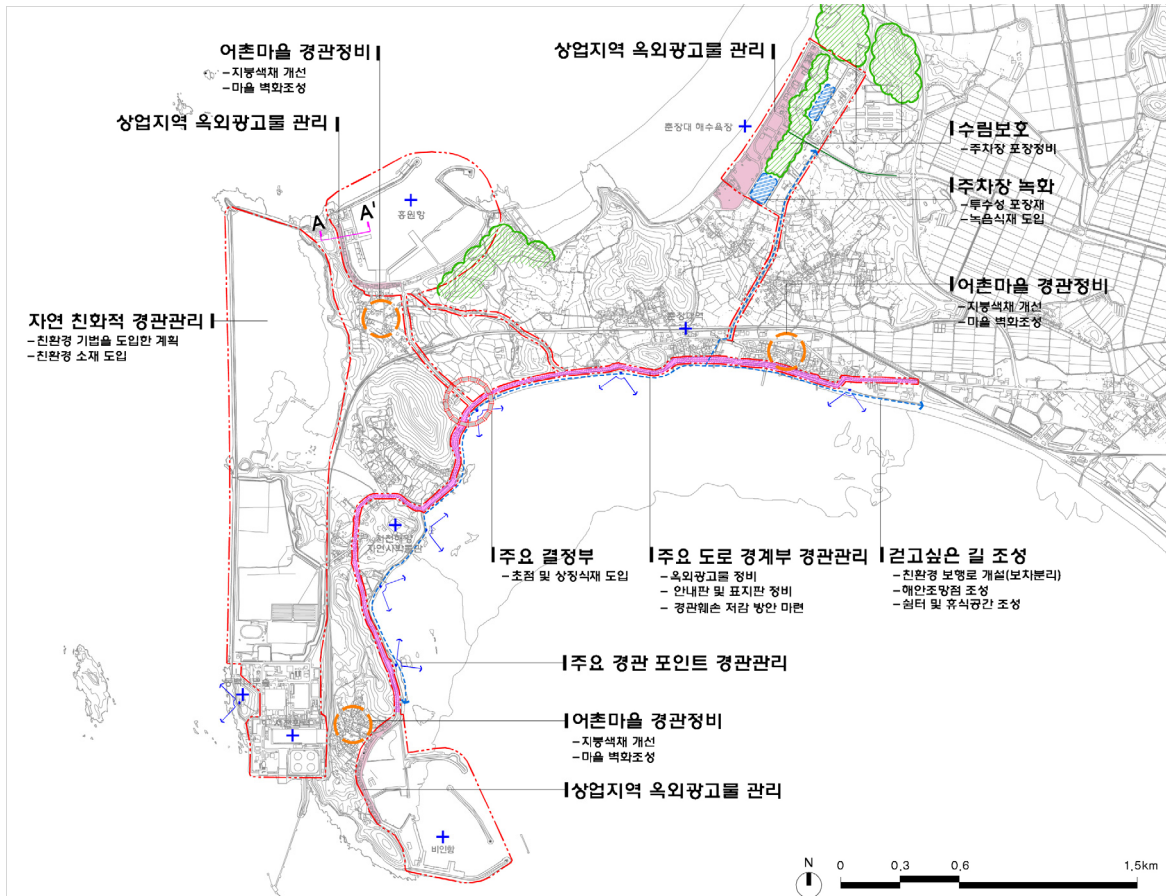 어촌마을 경관정비
-지붕색채 개선
-마을 벽화조성
상업지역 옥외광고물 관리
상업지역 옥외광고물 관리
춘장대 해수욕장
수림보호
-주차장 포장정비
주차장 녹화
-투수성 포장재
-녹음식재 도입
어촌마을 경관정비
-지붕색채 개선
-마을 벽화조성
A A'
홍원항
자연 친화적 경관관리
-친환경 기법을 도입한 계획
-친환경 소재 도입
춘장대역
서천해양
자연사박물관
주요 결정부
-초점 및 상징식재 도입
주요 도로 경계부 경관관리
-옥외광고물 정비
- 안내판 및 표지판 정비
- 경관훼손 저감 방안 마련
걷고싶은 길 조성
-친환경 보행로 개설(보차분리)
-해안조망점 조성
-쉼터 및 휴식공간 조성
주요 경관 포인트 경관관리
어촌마을 경관정비
-지붕색채 개선
-마을 벽화조성
상업지역 옥외광고물 관리
비인항
N 0 0.3 0.6 1.5km